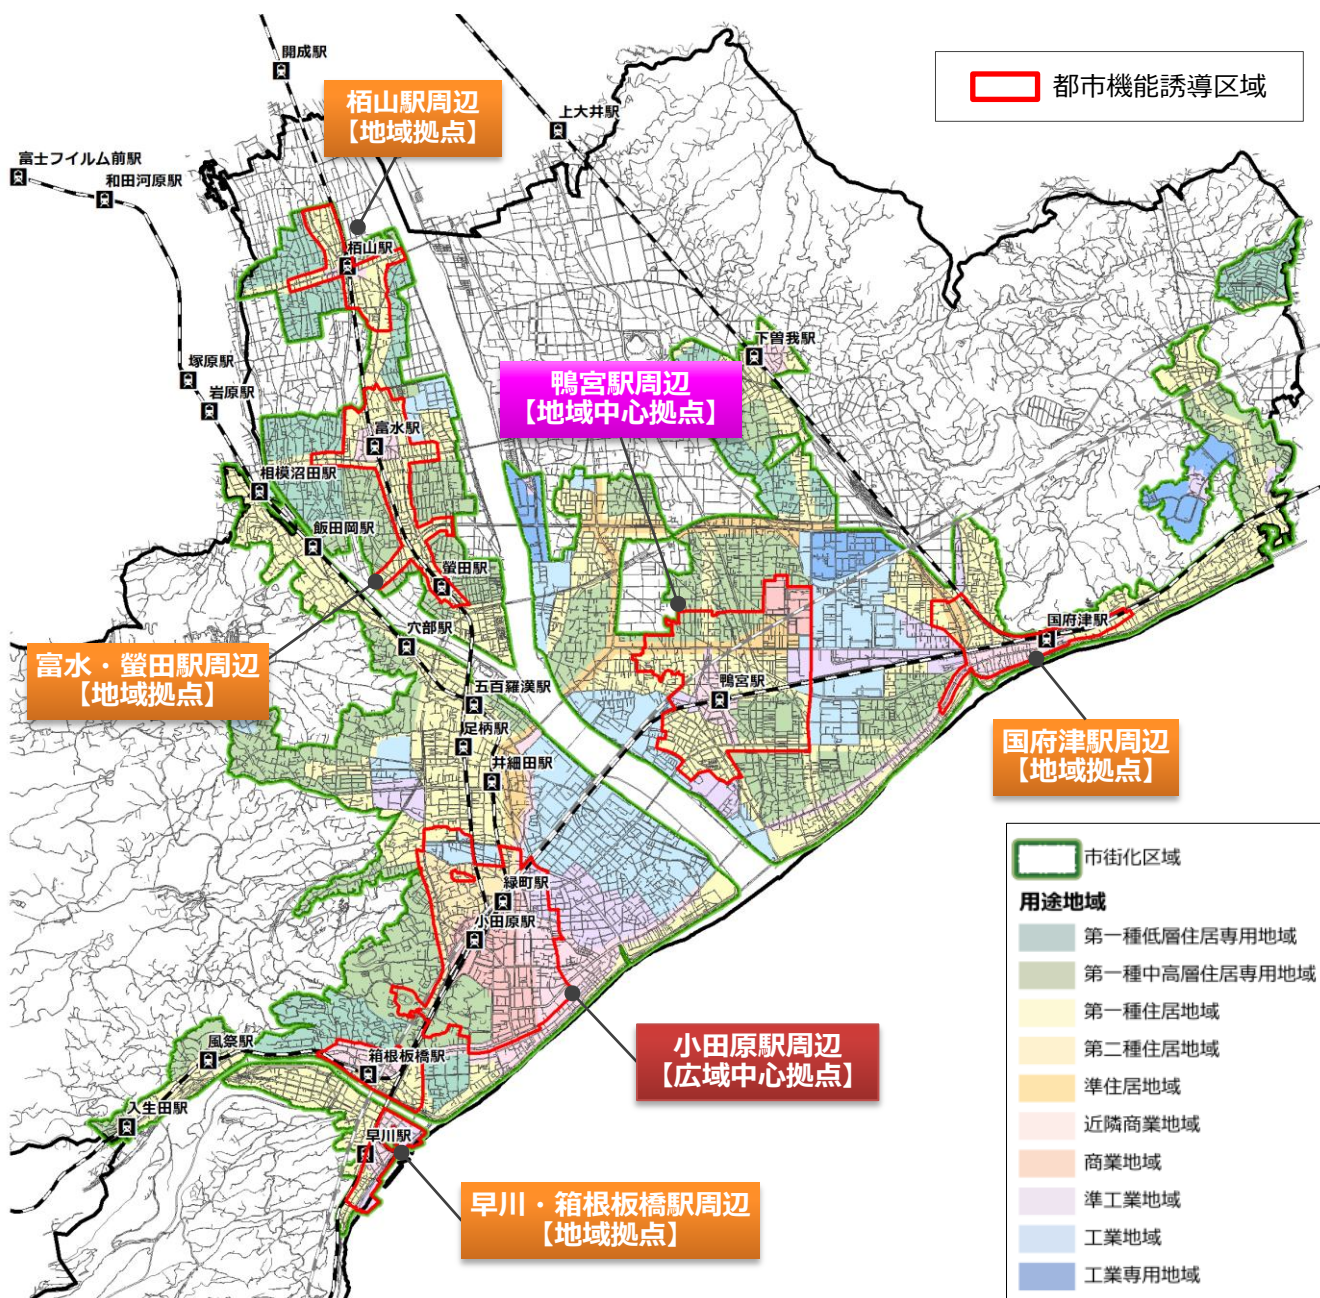 開成駅
栢山駅周辺
【地域拠点】
上大井駅
都市機能誘導区域
富士フイルム前駅
和田河原駅
栢山駅
下曽我駅
塚原駅
岩原駅
鴨宮駅周辺
【地域中心拠点】
富水駅
相模沼田駅
飯田岡駅
螢田駅
穴部駅
国府津駅
富水・螢田駅周辺
【地域拠点】
五百羅漢駅
鴨宮駅
足柄駅
井細田駅
国府津駅周辺
【地域拠点】
緑町駅
小田原駅
小田原駅周辺
【広域中心拠点】
風祭駅
箱根板橋駅
入生田駅
早川駅
早川・箱根板橋駅周辺
【地域拠点】
市街化区域
用途地域
第一種低層住居専用地域
第一種中高層住居専用地域
第一種住居地域
第二種住居地域
準住居地域
近隣商業地域
商業地域
準工業地域
工業地域
工業専用地域